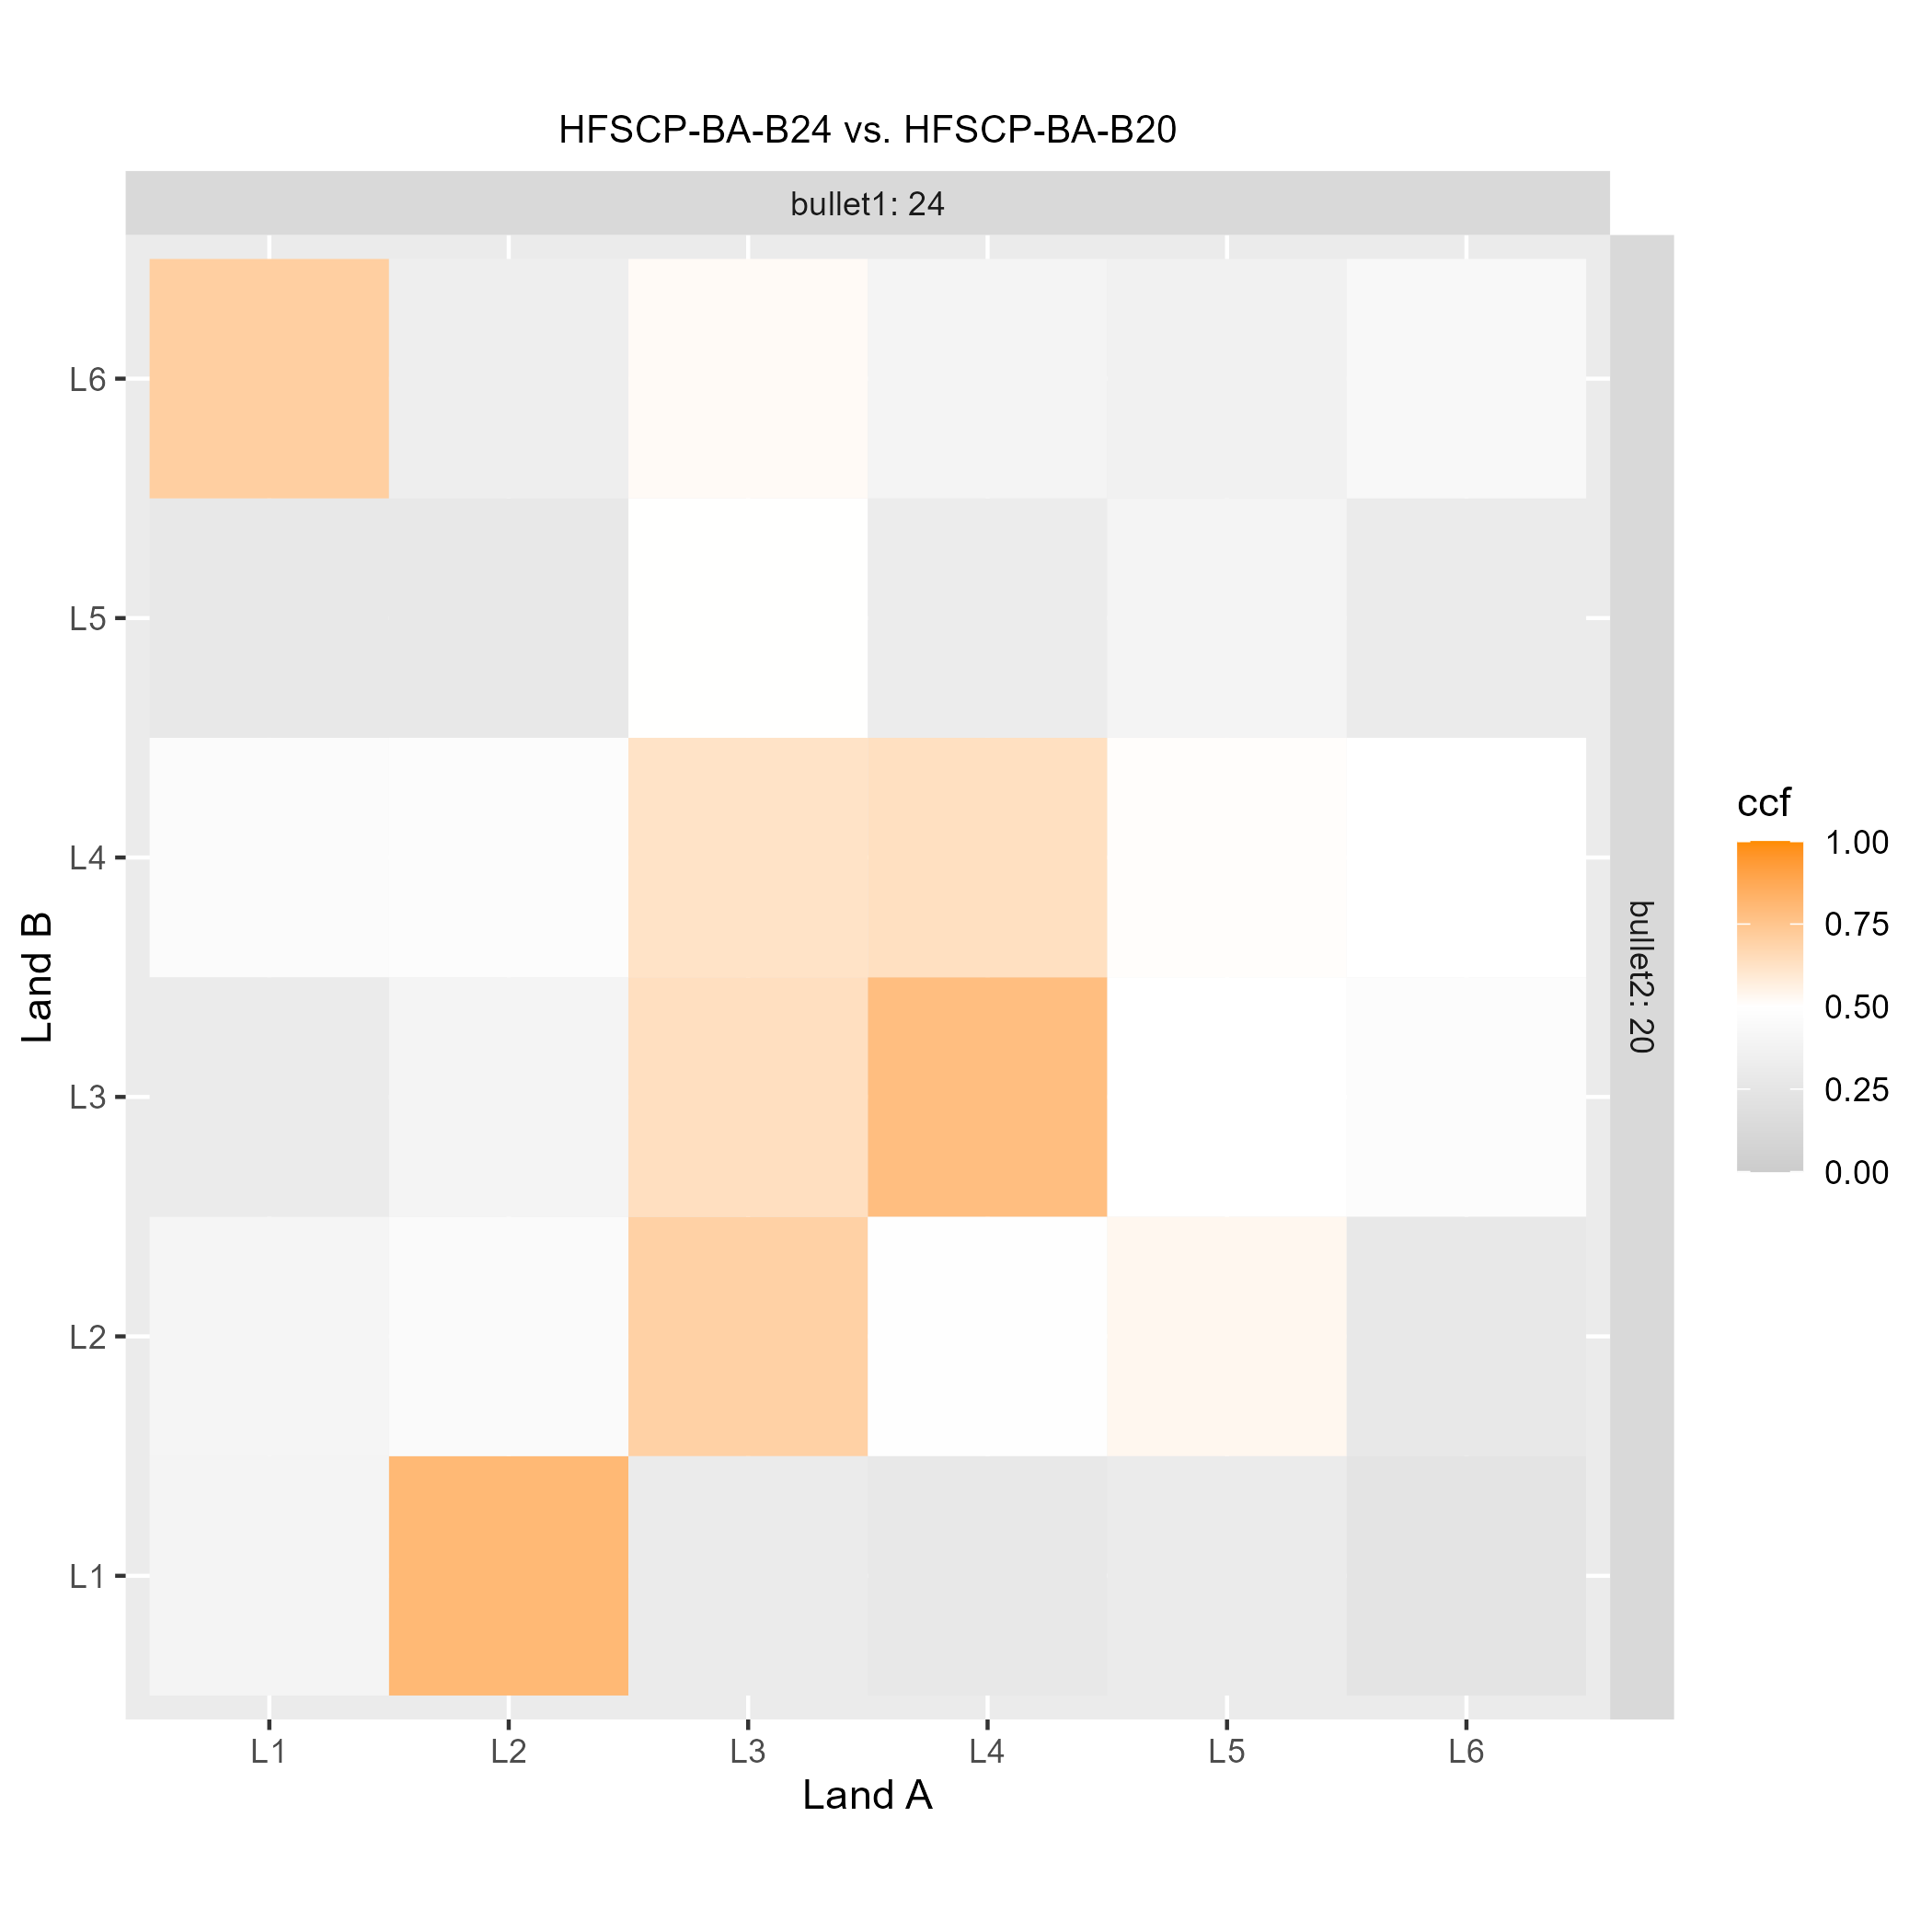 HFSCP-BA-B24 vs. HFSCP-BA-B20
bullet1: 24
L6
L5
L4
L3
L2
L1
Land B
bullet2: 20
L1 L2 L3 L4 L5 L6
Land A
ccf
1.00
0.75
0.50
0.25
0.00